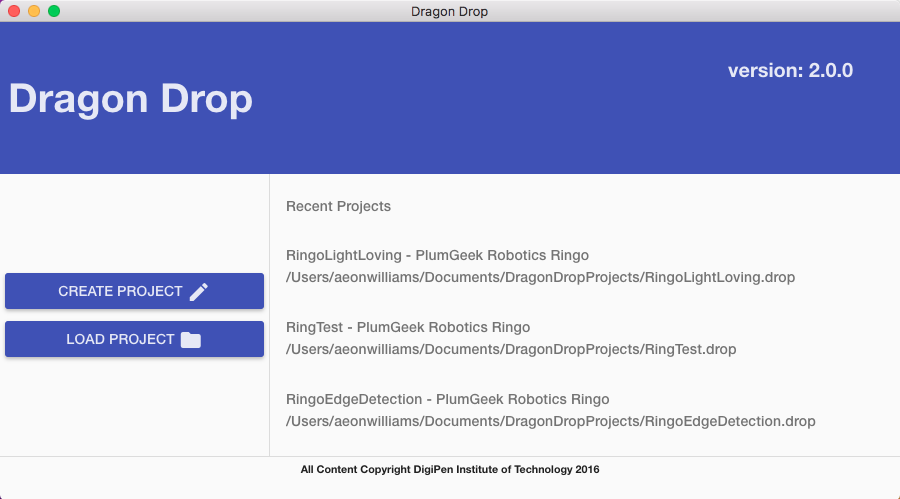 Dragon Drop
Dragon Drop
version: 2.0.0
CREATE PROJECT
LOAD PROJECT
Recent Projects
RingoLightLoving - PlumGeek Robotics Ringo
/Users/aeonwilliams/Documents/DragonDropProjects/RingoLightLoving.drop
RingTest - PlumGeek Robotics Ringo
/Users/aeonwilliams/Documents/DragonDropProjects/RingTest.drop
RingoEdgeDetection - PlumGeek Robotics Ringo
/Users/aeonwilliams/Documents/DragonDropProjects/RingoEdgeDetection.drop
All Content Copyright DigiPen Institute of Technology 2016